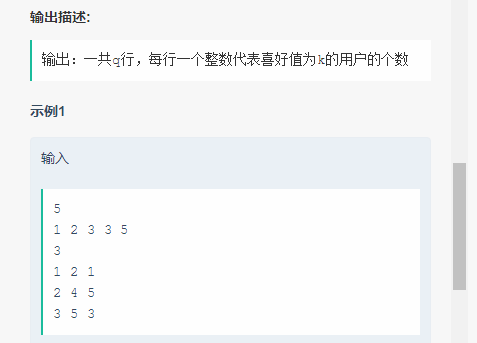 输出描述:
输出：一共q行，每行一个整数代表喜好值为k的用户的个数
示例1
输入
5
1 2 3 3 5
3
1 2 1
2 4 5
3 5 3